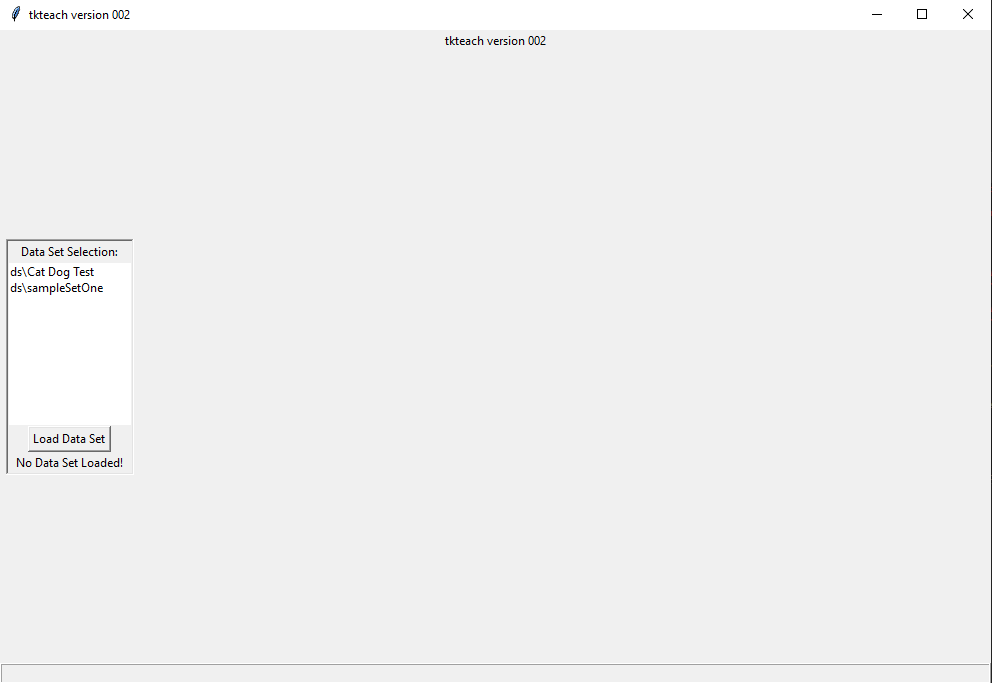 tkteach version 002
tkteach version 002
Data Set Selection:
ds\Cat Dog Test
ds\sampleSetOne
Load Data Set
No Data Set Loaded!